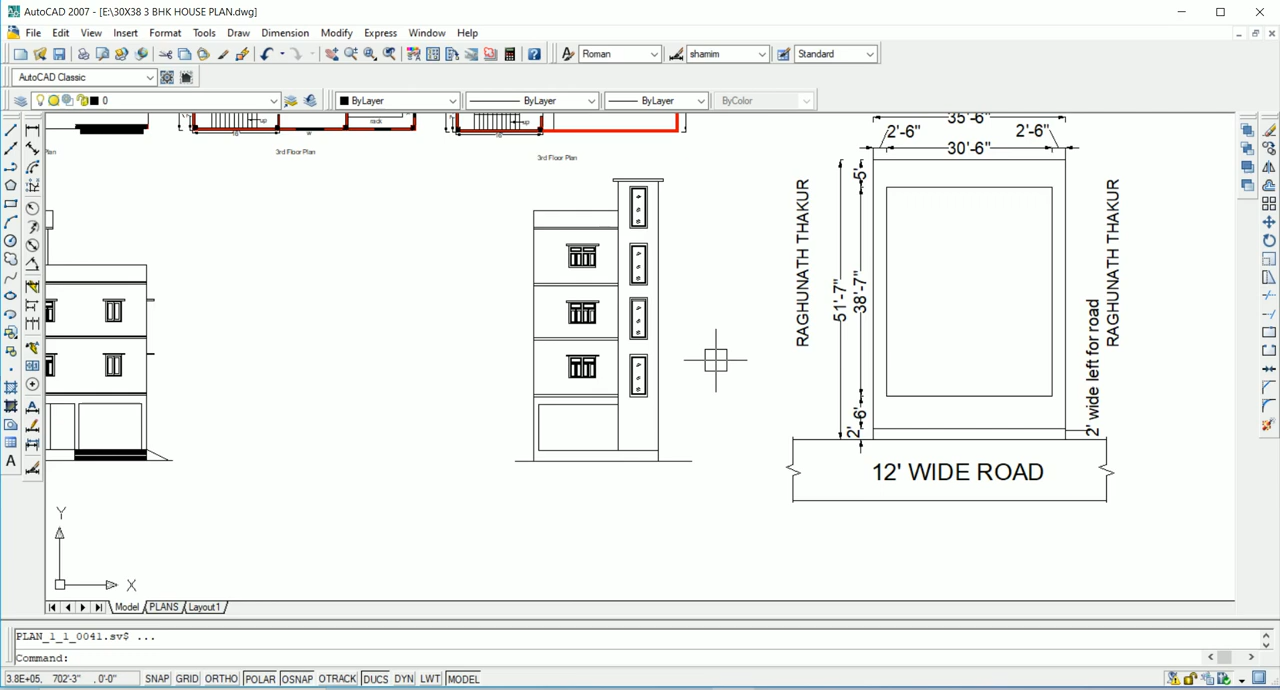 AutoCAD 2007 - [E:\30X38 3 BHK HOUSE PLAN.dwg]
File Edit View Insert Format Tools Draw Dimension Modify Express Window Help
Roman shamim Standard
AutoCAD Classic
0 ByLayer ByLayer ByLayer ByColor
35'-6"
2'-6" 2'-6"
30'-6"
up rack up
3rd Floor Plan
3rd Floor Plan
Plan
5'
RAGHUNATH THAKUR
51'-7"
38'-7"
RAGHUNATH THAKUR
2' wide left for road
6'
2'
12' WIDE ROAD
Y
X
Model PLANS Layout1
PLAN_1_1_0041.sv$ ...
Command:
3.8E+05, 702'-3" , 0'-0" SNAP GRID ORTHO POLAR OSNAP OTRACK DUCS DYN LWT MODEL